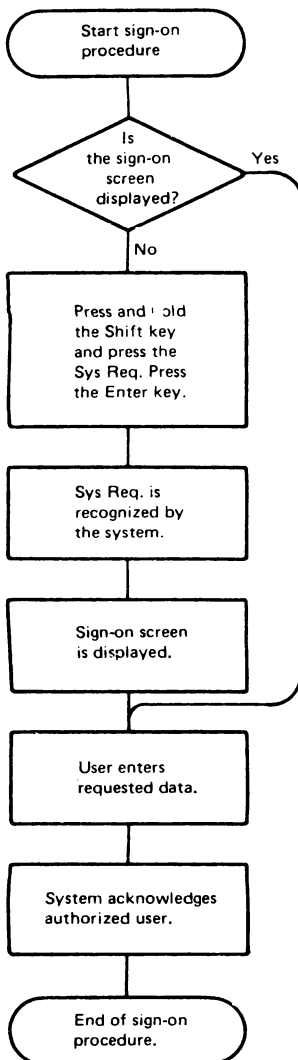 Start sign-on
procedure
Is
the sign-on
screen
displayed?
Yes
No
Press and hold
the Shift key
and press the
Sys Req. Press
the Enter key.
Sys Req. is
recognized by
the system.
Sign-on screen
is displayed.
User enters
requested data.
System acknowledges
authorized user.
End of sign-on
procedure.